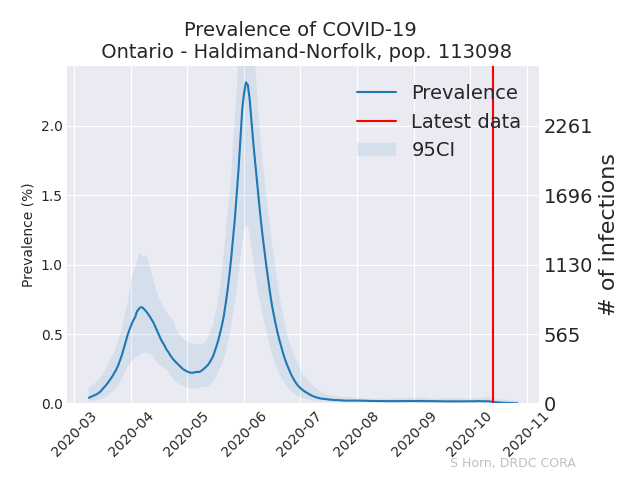 Prevalence of COVID-19
Ontario - Haldimand-Norfolk, pop. 113098
Prevalence
Latest data
95CI
Prevalence (%)
2.0
1.5
1.0
0.5
0.0
2261
1696
1130
565
0
# of infections
2020-03
2020-04
2020-05
2020-06
2020-07
2020-08
2020-09
2020-10
2020-11
S Horn, DRDC CORA